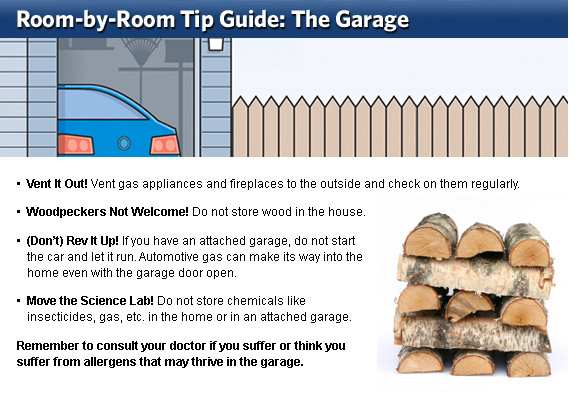 Room-by-Room Tip Guide: The Garage
• Vent It Out! Vent gas appliances and fireplaces to the outside and check on them regularly.
• Woodpeckers Not Welcome! Do not store wood in the house.
• (Don't) Rev It Up! If you have an attached garage, do not start
the car and let it run. Automotive gas can make its way into the
home even with the garage door open.
• Move the Science Lab! Do not store chemicals like
insecticides, gas, etc. in the home or in an attached garage.
Remember to consult your doctor if you suffer or think you
suffer from allergens that may thrive in the garage.